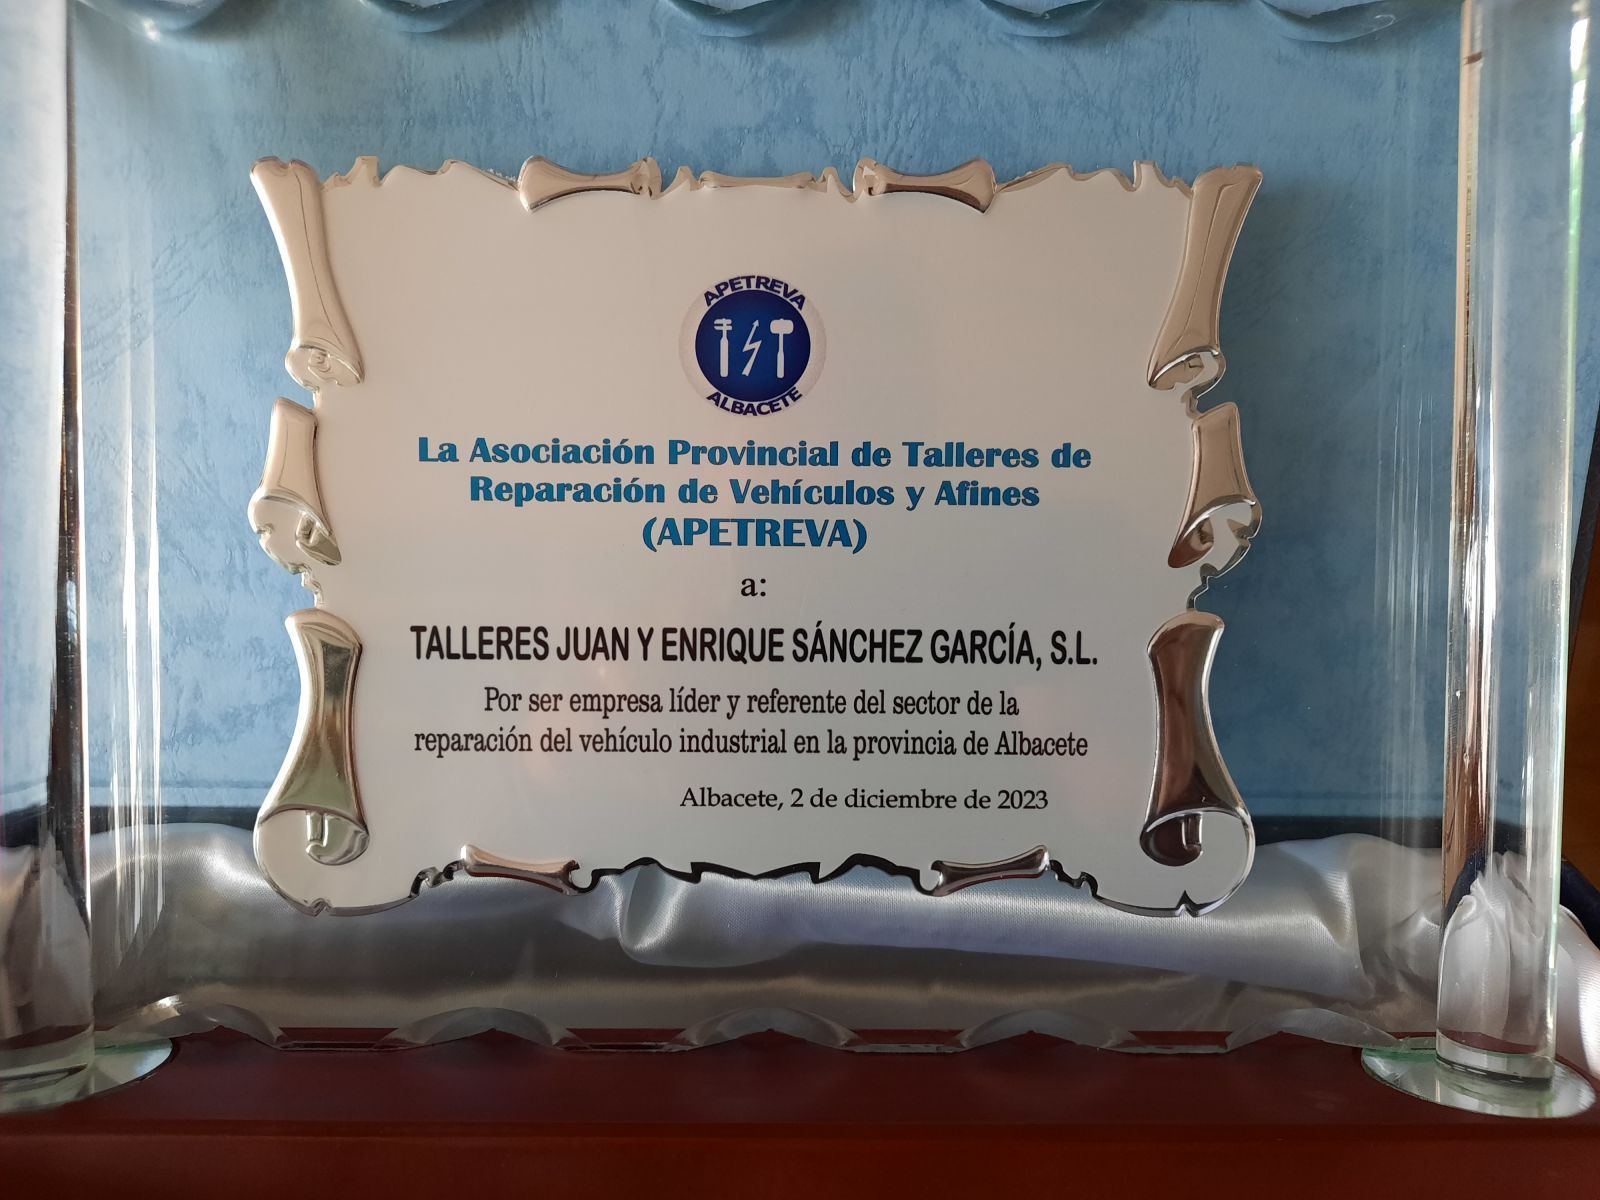 APETREVA
ALBACETE
La Asociación Provincial de Talleres de
Reparación de Vehículos y Afines
(APETREVA)
a:
TALLERES JUAN Y ENRIQUE SÁNCHEZ GARCÍA, S.L.
Por ser empresa líder y referente del sector de la
reparación del vehículo industrial en la provincia de Albacete
Albacete, 2 de diciembre de 2023